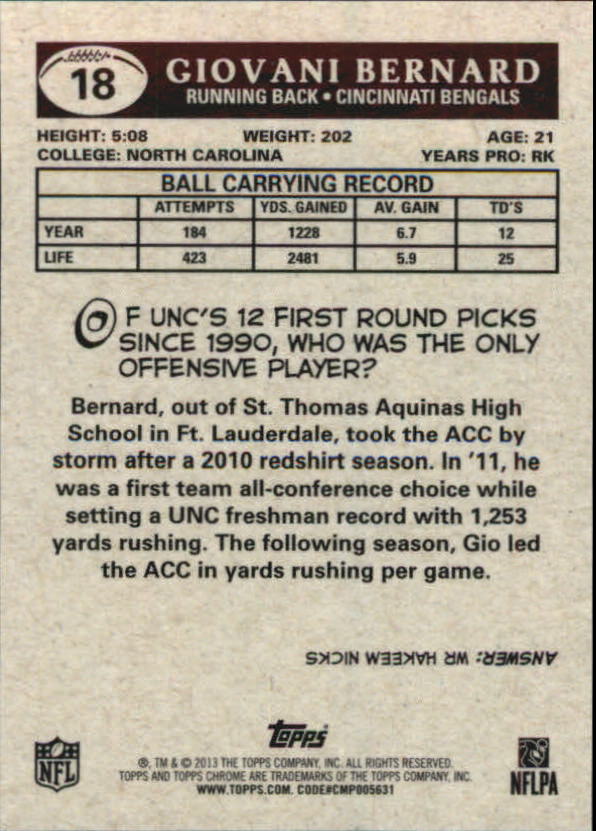 18
GIOVANI BERNARD
RUNNING BACK • CINCINNATI BENGALS
HEIGHT: 5:08 WEIGHT: 202 AGE: 21
COLLEGE: NORTH CAROLINA YEARS PRO: RK
BALL CARRYING RECORD
ATTEMPTS YDS. GAINED AV. GAIN TD'S
YEAR 184 1228 6.7 12
LIFE 423 2481 5.9 25
OF UNC'S 12 FIRST ROUND PICKS
SINCE 1990, WHO WAS THE ONLY
OFFENSIVE PLAYER?
Bernard, out of St. Thomas Aquinas High
School in Ft. Lauderdale, took the ACC by
storm after a 2010 redshirt season. In '11, he
was a first team all-conference choice while
setting a UNC freshman record with 1,253
yards rushing. The following season, Gio led
the ACC in yards rushing per game.
ANSWER: WR HAKEEM NICKS
Topps
®, TM & © 2013 THE TOPPS COMPANY, INC. ALL RIGHTS RESERVED.
TOPPS AND TOPPS CHROME ARE TRADEMARKS OF THE TOPPS COMPANY, INC.
WWW.TOPPS.COM. CODE#CMP005631
NFL
NFLPA